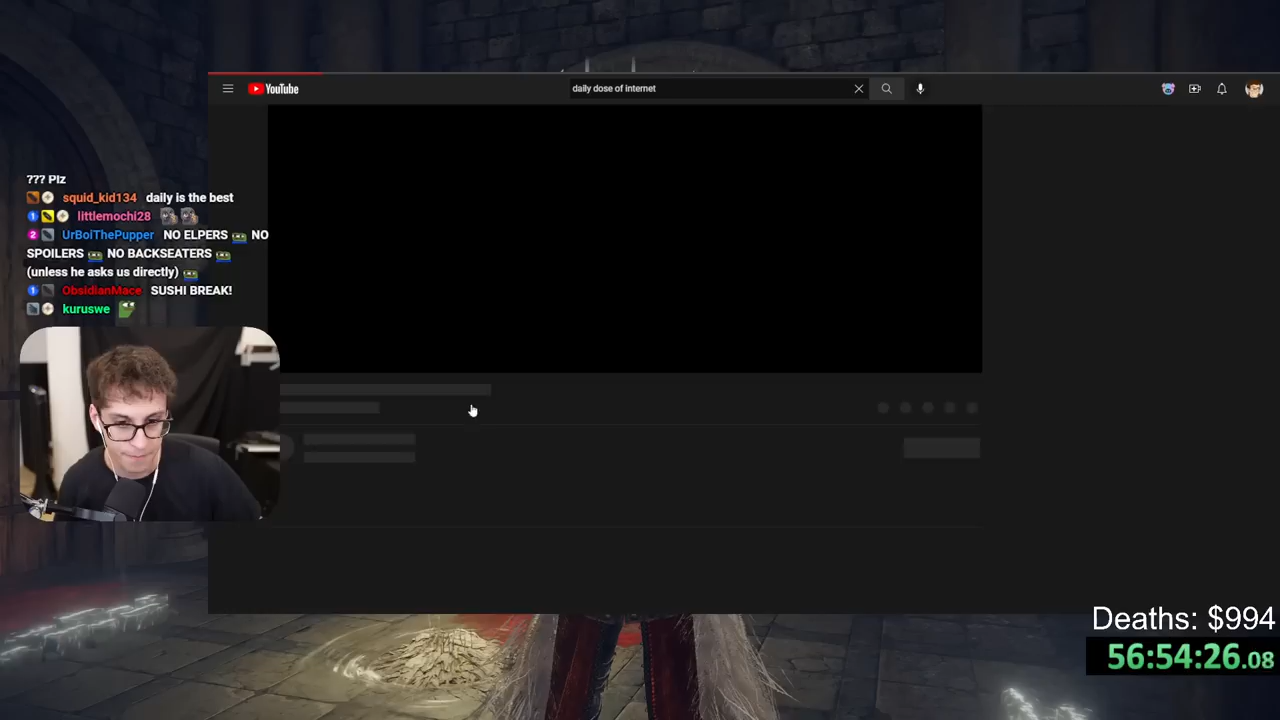 YouTube
daily dose of internet
??? Plz
squid_kid134 daily is the best
littlemochi28
UrBoiThePupper NO ELPERS NO
SPOILERS NO BACKSEATERS
(unless he asks us directly)
ObsidianMace SUSHI BREAK!
kuruswe
Deaths: $994
56:54:26.08